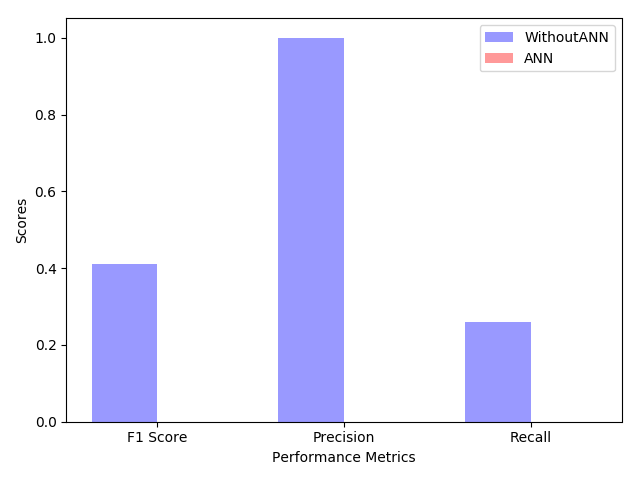 WithoutANN
ANN
1.0
0.8
0.6
0.4
0.2
0.0
Scores
F1 Score
Precision
Recall
Performance Metrics